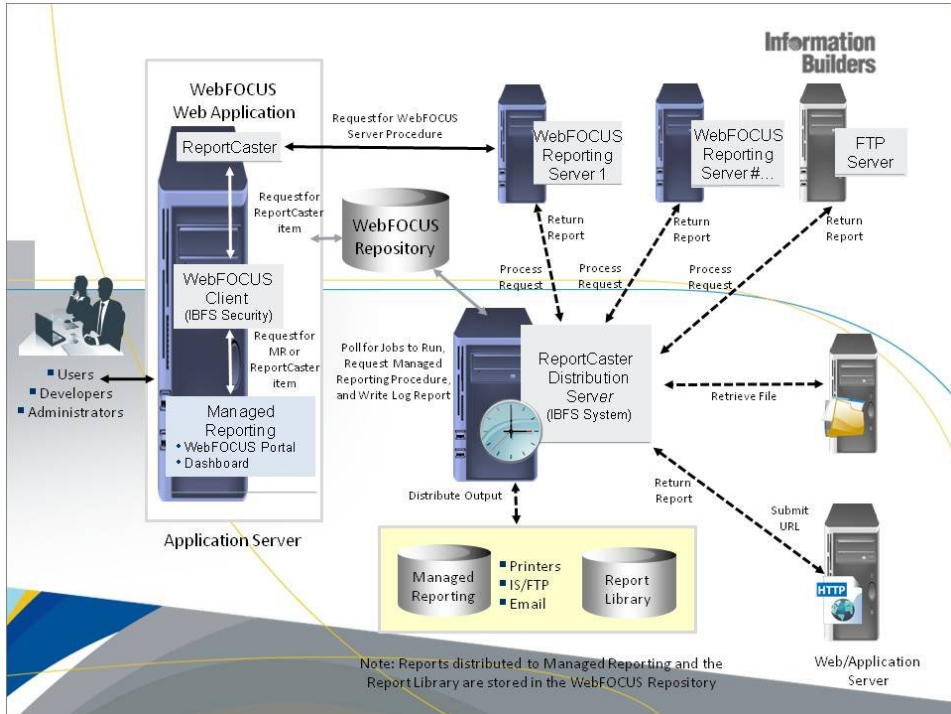 Information
Builders
WebFOCUS
Web Application
ReportCaster
Request for WebFOCUS
Server Procedure
WebFOCUS
Reporting
Server 1
WebFOCUS
Reporting
Server #...
FTP
Server
Request for
ReportCaster
item
WebFOCUS
Repository
Return
Report
Return
Report
Return
Report
Process
Request
Process
Request
Process
Request
WebFOCUS
Client
(IBFS Security)
Request for
MR or
ReportCaster
item
Users
Developers
Administrators
Managed
Reporting
WebFOCUS Portal
Dashboard
Application Server
Poll for Jobs to Run,
Request Managed
Reporting Procedure,
and Write Log Report
ReportCaster
Distribution
Server
(IBFS System)
Retrieve File
Distribute Output
Return
Report
Submit
URL
HTTP
Web/Application
Server
Managed
Reporting
Printers
IS/FTP
Email
Report
Library
Note: Reports distributed to Managed Reporting and the
Report Library are stored in the WebFOCUS Repository